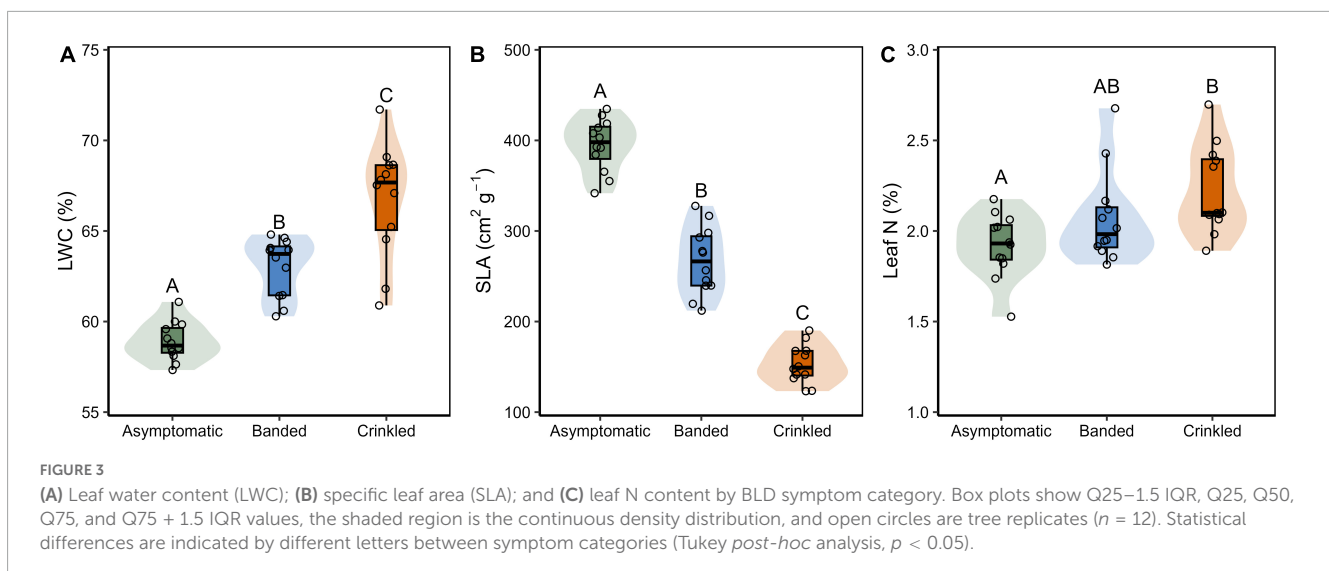 A
B
C
75
70
65
60
55
LWC (%)
A
B
C
Asymptomatic Banded Crinkled
500
400
300
200
100
SLA (cm² g⁻¹)
A
B
C
Asymptomatic Banded Crinkled
3.0
2.5
2.0
1.5
1.0
Leaf N (%)
A
AB
B
Asymptomatic Banded Crinkled
FIGURE 3
(A) Leaf water content (LWC); (B) specific leaf area (SLA); and (C) leaf N content by BLD symptom category. Box plots show Q25–1.5 IQR, Q25, Q50,
Q75, and Q75 + 1.5 IQR values, the shaded region is the continuous density distribution, and open circles are tree replicates (n = 12). Statistical
differences are indicated by different letters between symptom categories (Tukey post-hoc analysis, p < 0.05).